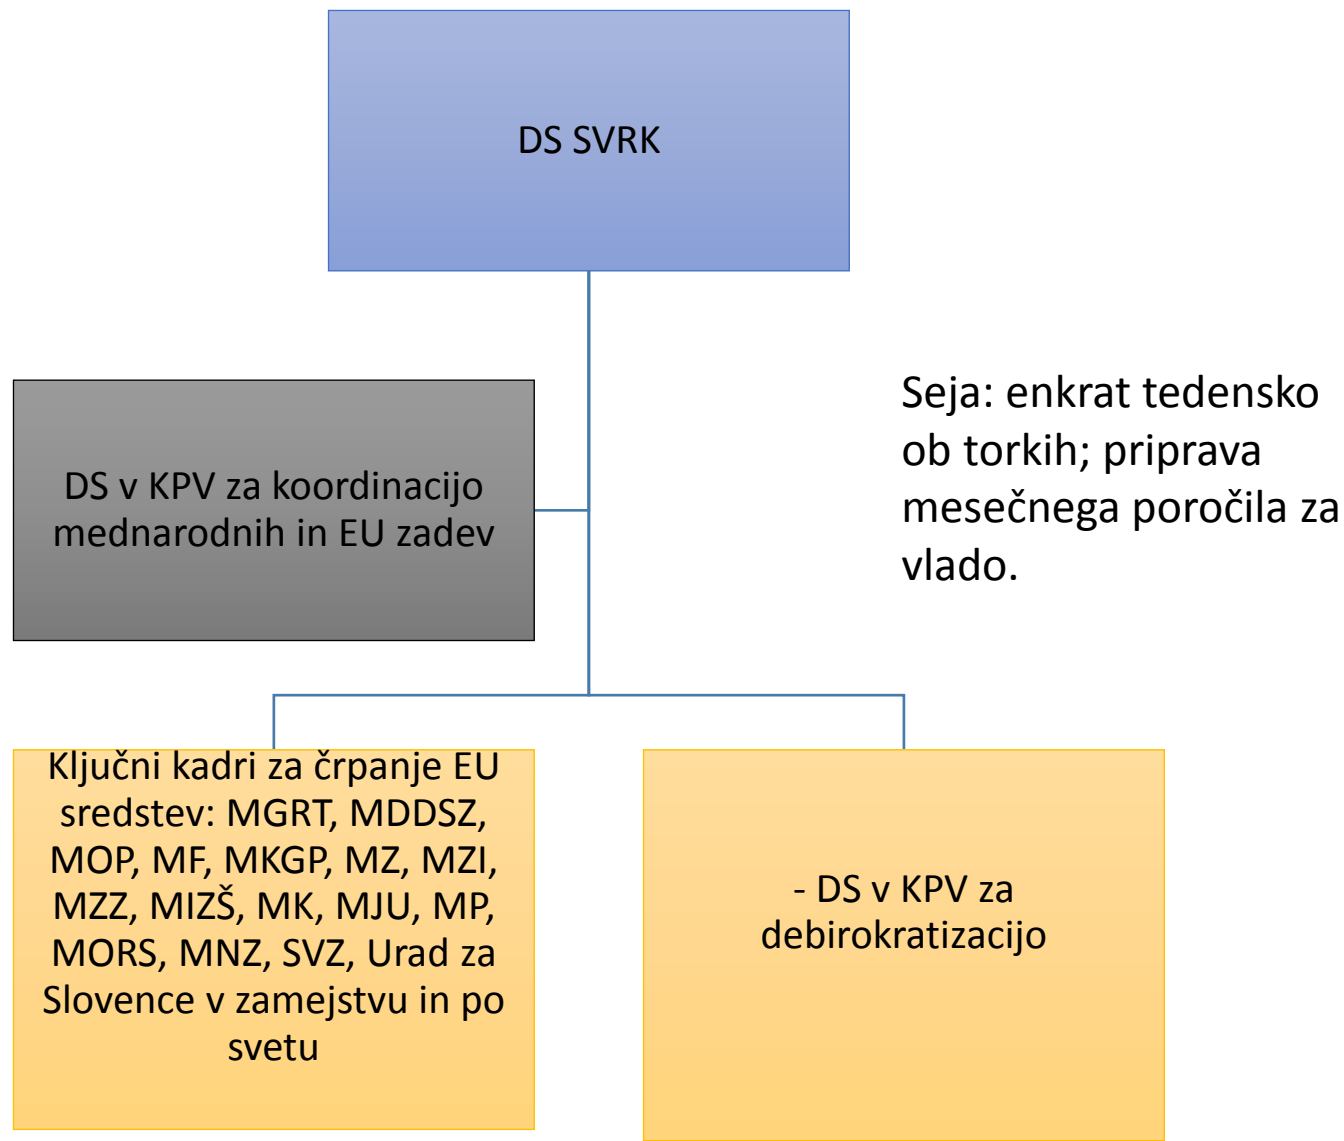 DS SVRK
DS v KPV za koordinacijo
mednarodnih in EU zadev
Seja: enkrat tedensko
ob torkih; priprava
mesečnega poročila za
vlado.
Ključni kadri za črpanje EU
sredstev: MGRT, MDDSZ,
MOP, MF, MKGP, MZ, MZI,
MZZ, MIZŠ, MK, MJU, MP,
MORS, MNZ, SVZ, Urad za
Slovence v zamejstvu in po
svetu
- DS v KPV za
debirokratizacijo